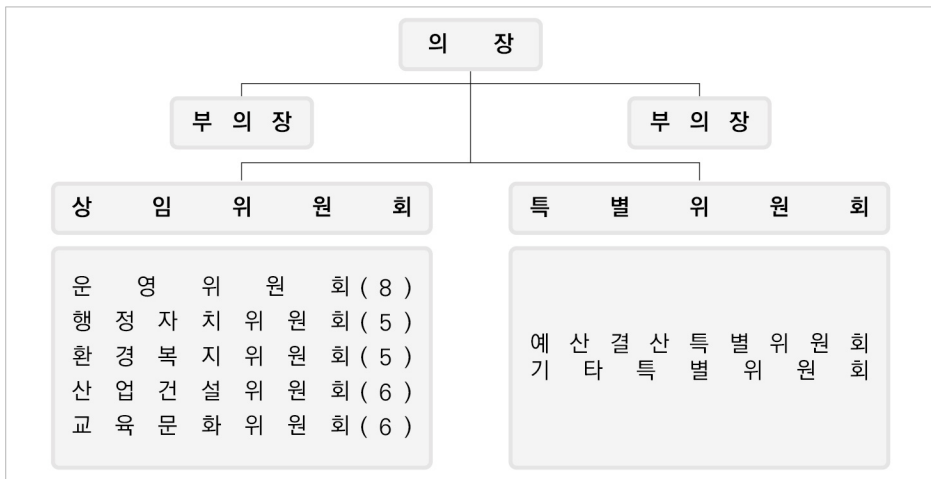 의 장
부 의 장
부 의 장
상 임 위 원 회
특 별 위 원 회
운 영 위 원 회 ( 8 )
행 정 자 치 위 원 회 ( 5 )
환 경 복 지 위 원 회 ( 5 )
산 업 건 설 위 원 회 ( 6 )
교 육 문 화 위 원 회 ( 6 )
예 산 결 산 특 별 위 원 회
기 타 특 별 위 원 회